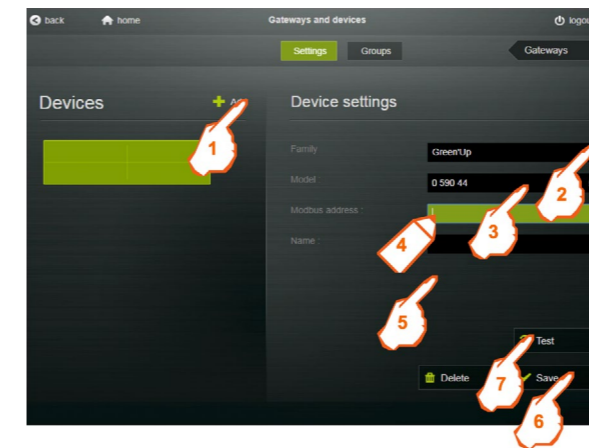 back
home
Gateways and devices
logou
Settings
Groups
Gateways
Devices
Device settings
1
Family
Green'Up
2
Model
0 590 44
Modbus address :
3
4
Name :
5
Test
Delete
7
Save
6